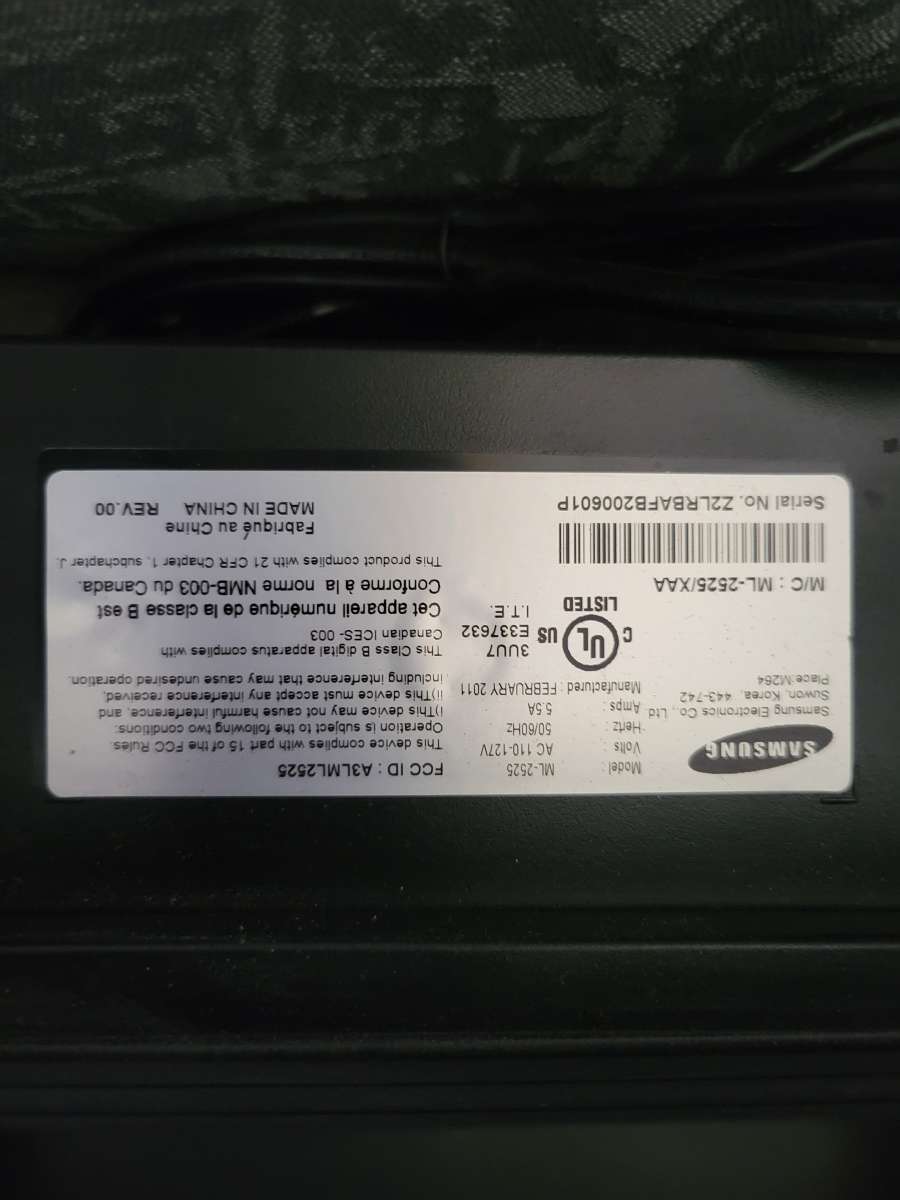 SAMSUNG
Samsung Electronics Co., Ltd.
Suwon, Korea, 443-742
Place:M264
Model : ML-2525
Volts : AC 110-127V
Hertz : 50/60Hz
Amps : 5.5A
Manufactured : FEBRUARY 2011
C UL US
LISTED
3UU7
E337632
I.T.E.
M/C : ML-2525/XAA
Serial No. Z2LRBAFB200601P
FCC ID : A3LML2525
This device complies with part 15 of the FCC Rules.
Operation is subject to the following two conditions:
i)This device may not cause harmful interference, and
ii)This device must accept any interference received,
including interference that may cause undesired operation.
This Class B digital apparatus complies with
Canadian ICES- 003
Cet appareil numérique de la classe B est
Conforme à la norme NMB-003 du Canada.
This product complies with 21 CFR Chapter 1, subchapter J.
Fabriqué au Chine
MADE IN CHINA REV.00